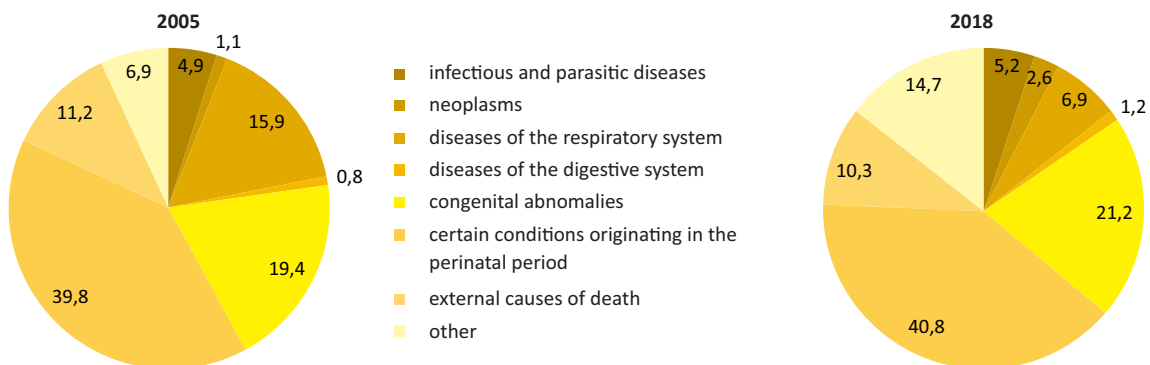 2005
4,9
1,1
15,9
0,8
19,4
39,8
11,2
6,9
infectious and parasitic diseases
neoplasms
diseases of the respiratory system
diseases of the digestive system
congenital abnormalities
certain conditions originating in the
perinatal period
external causes of death
other
2018
5,2
2,6
6,9
1,2
21,2
40,8
10,3
14,7